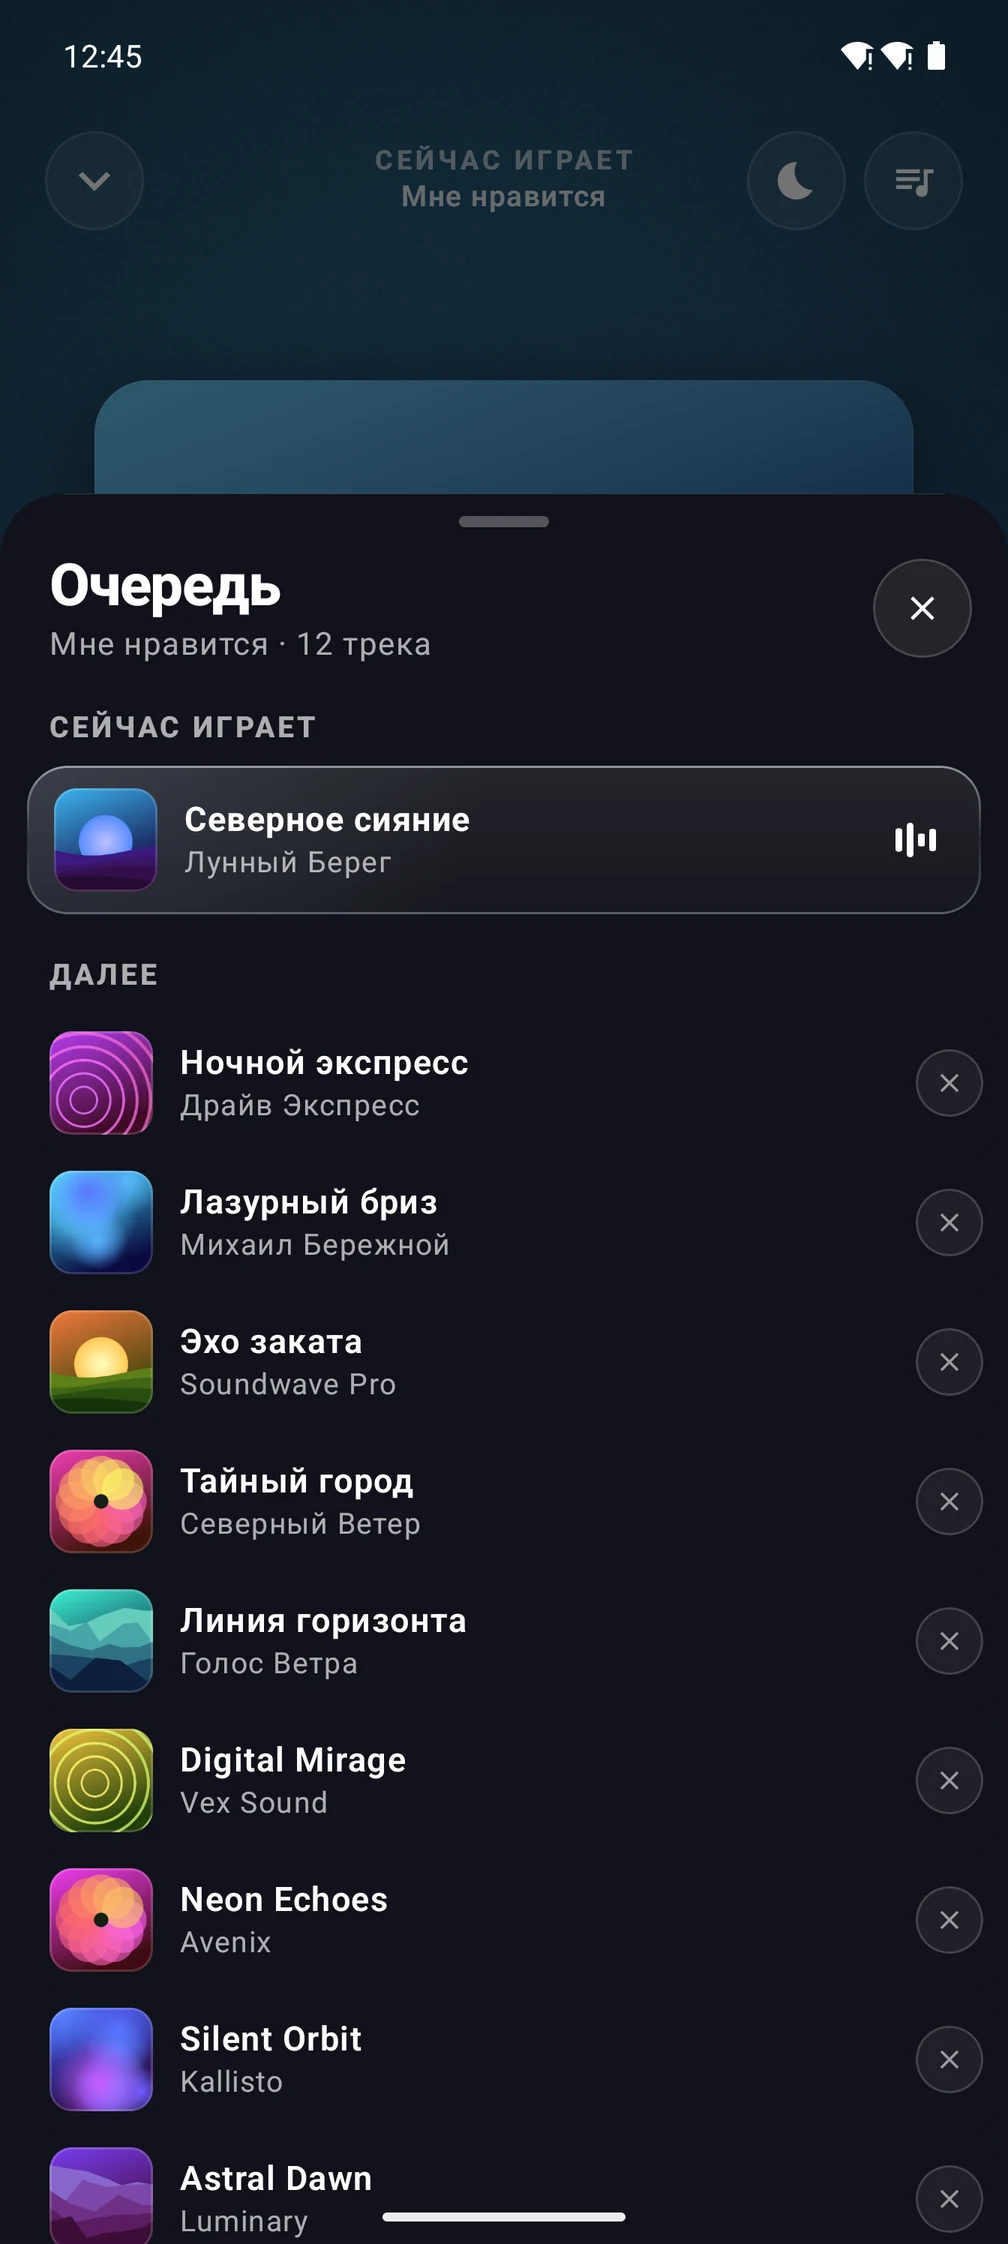 12:45
СЕЙЧАС ИГРАЕТ
Мне нравится
Очередь
Мне нравится · 12 трека
СЕЙЧАС ИГРАЕТ
Северное сияние
Лунный Берег
ДАЛЕЕ
Ночной экспресс
Драйв Экспресс
Лазурный бриз
Михаил Бережной
Эхо заката
Soundwave Pro
Тайный город
Северный Ветер
Линия горизонта
Голос Ветра
Digital Mirage
Vex Sound
Neon Echoes
Avenix
Silent Orbit
Kallisto
Astral Dawn
Luminary